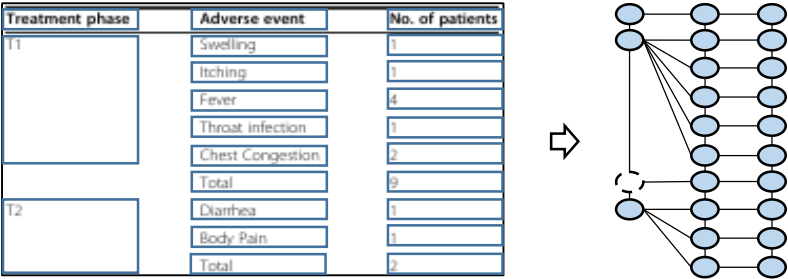 Treatment phase Adverse event No. of patients
T1 Swelling 1
Itching 1
Fever 4
Throat infection 1
Chest Congestion 2
Total 9
T2 Diarrhea 1
Body Pain 1
Total 2